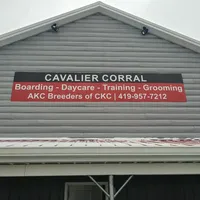 CAVALIER CORRAL
Boarding - Daycare - Training - Grooming
AKC Breeders of CKC | 419-957-7212